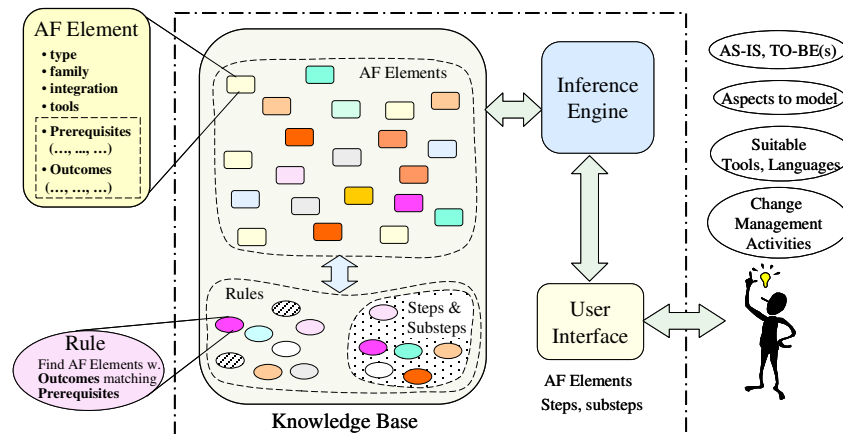 AF Element
• type
• family
• integration
• tools
• Prerequisites
(…, ..., …)
• Outcomes
(…, …, …)
AF Elements
Inference
Engine
AS-IS, TO-BE(s)
Aspects to model
Suitable
Tools, Languages
Change
Management
Activities
Rules
Steps &
Substeps
User
Interface
Rule
Find AF Elements w.
Outcomes matching
Prerequisites
AF Elements
Steps, substeps
Knowledge Base